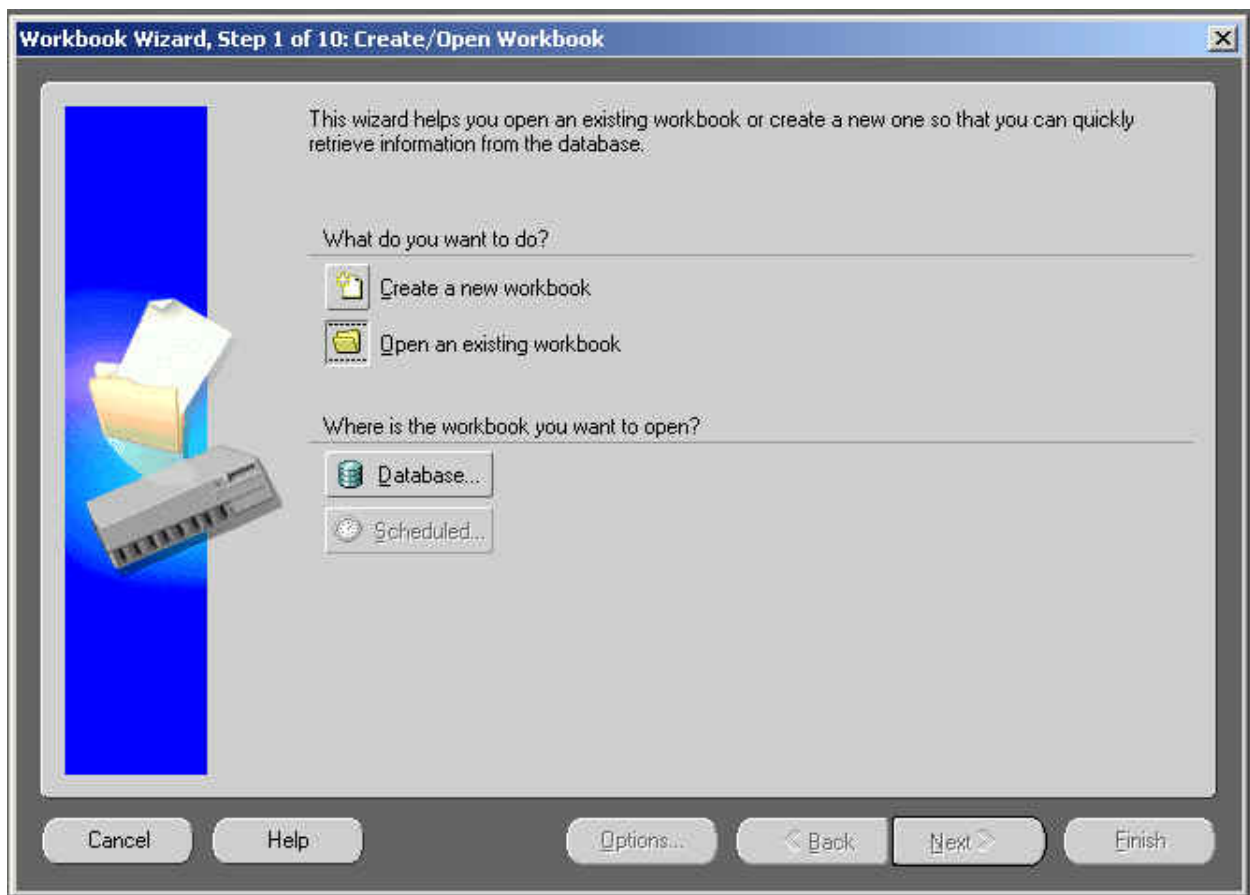 Workbook Wizard, Step 1 of 10: Create/Open Workbook
This wizard helps you open an existing workbook or create a new one so that you can quickly
retrieve information from the database.
What do you want to do?
Create a new workbook
Open an existing workbook
Where is the workbook you want to open?
Database...
Scheduled...
Cancel
Help
Options...
< Back
Next >
Finish